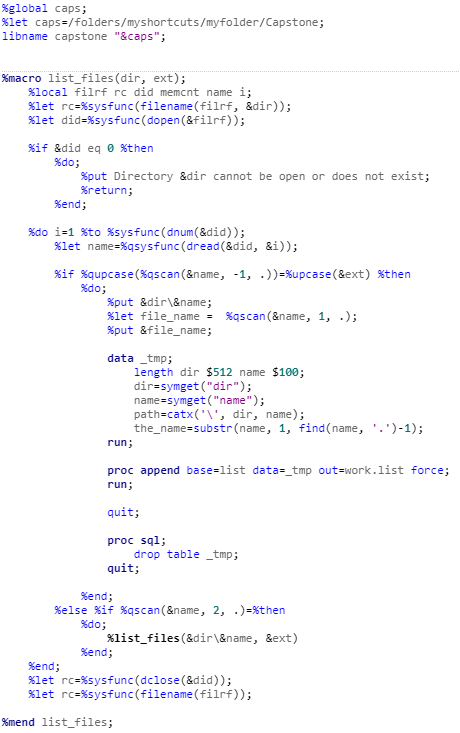 %global caps;
%let caps=/folders/myshortcuts/myfolder/Capstone;
libname capstone "&caps";
%macro list_files(dir, ext);
%local filrf rc did memcnt name i;
%let rc=%sysfunc(filename(filrf, &dir));
%let did=%sysfunc(dopen(&filrf));
%if &did eq 0 %then
%do;
%put Directory &dir cannot be open or does not exist;
%return;
%end;
%do i=1 %to %sysfunc(dnum(&did));
%let name=%qsysfunc(dread(&did, &i));
%if %qupcase(%qscan(&name, -1, .))=%upcase(&ext) %then
%do;
%put &dir\&name;
%let file_name = %qscan(&name, 1, .);
%put &file_name;
data _tmp;
length dir $512 name $100;
dir=symget("dir");
name=symget("name");
path=catx('\', dir, name);
the_name=substr(name, 1, find(name, '.')-1);
run;
proc append base=list data=_tmp out=work.list force;
run;
quit;
proc sql;
drop table _tmp;
quit;
%end;
%else %if %qscan(&name, 2, .)=%then
%do;
%list_files(&dir\&name, &ext)
%end;
%end;
%let rc=%sysfunc(dclose(&did));
%let rc=%sysfunc(filename(filrf));
%mend list_files;